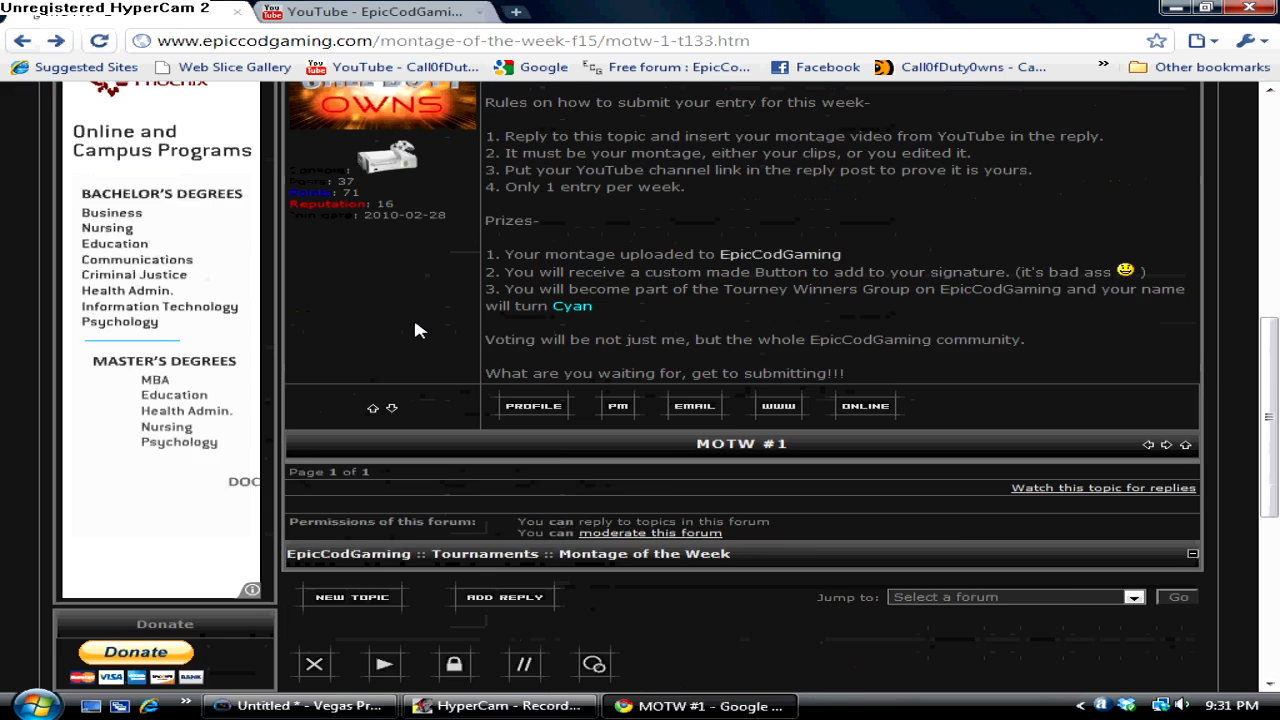 Unregistered HyperCam 2
YouTube - EpicCodGami...
www.epiccodgaming.com/montage-of-the-week-f15/motw-1-t133.htm
Suggested Sites Web Slice Gallery YouTube - Call0fDut... Google Free forum : EpicCo... Facebook Call0fDuty0wns - Ca... » Other bookmarks
Online and
Campus Programs
BACHELOR'S DEGREES
Business
Nursing
Education
Communications
Criminal Justice
Health Admin.
Information Technology
Psychology
MASTER'S DEGREES
MBA
Education
Health Admin.
Nursing
Psychology
DOC
Donate
Donate
VISA
BANK
OWNS
Posts: 37
Points: 71
Reputation: 16
Join date: 2010-02-28
Rules on how to submit your entry for this week-
1. Reply to this topic and insert your montage video from YouTube in the reply.
2. It must be your montage, either your clips, or you edited it.
3. Put your YouTube channel link in the reply post to prove it is yours.
4. Only 1 entry per week.
Prizes-
1. Your montage uploaded to EpicCodGaming
2. You will receive a custom made Button to add to your signature. (it's bad ass )
3. You will become part of the Tourney Winners Group on EpicCodGaming and your name
will turn Cyan
Voting will be not just me, but the whole EpicCodGaming community.
What are you waiting for, get to submitting!!!
PROFILE PM EMAIL WWW ONLINE
MOTW #1
Page 1 of 1
Watch this topic for replies
Permissions of this forum: You can reply to topics in this forum
You can moderate this forum
EpicCodGaming :: Tournaments :: Montage of the Week
NEW TOPIC ADD REPLY Jump to: Select a forum Go
Untitled * - Vegas Pr... HyperCam - Record... MOTW #1 - Google ... 9:31 PM